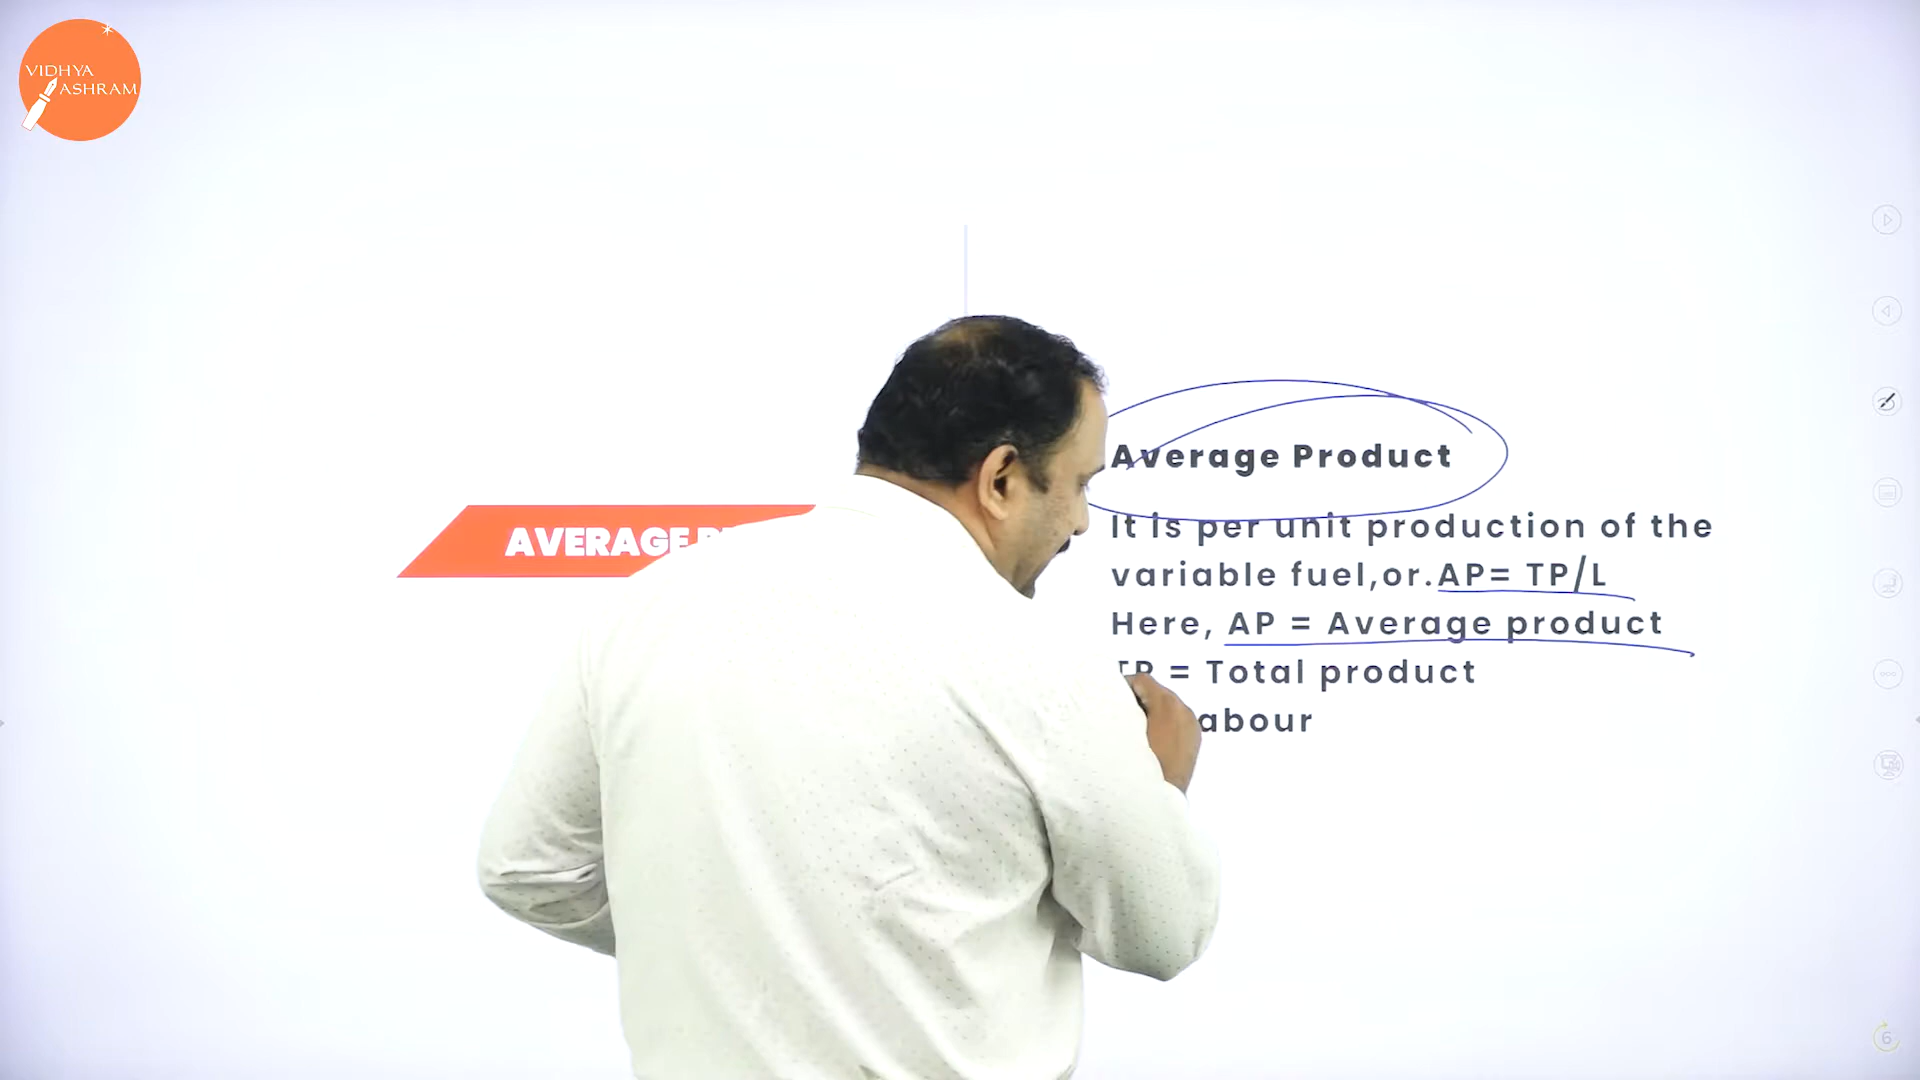 VIDHYA
ASHRAM
AVERAGE
Average Product
It is per unit production of the
variable fuel,or.AP= TP/L
Here, AP = Average product
= Total product
6